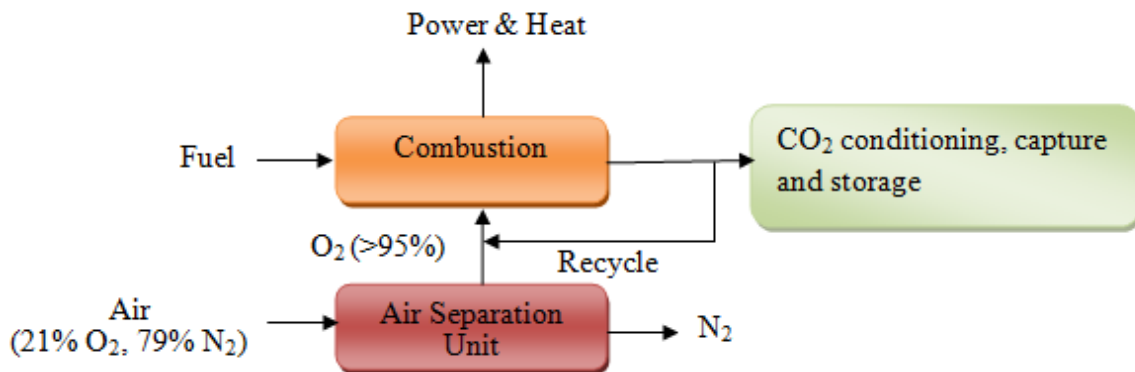 Power & Heat
Fuel
Combustion
CO₂ conditioning, capture
and storage
O₂ (>95%)
Recycle
Air
(21% O₂, 79% N₂)
Air Separation
Unit
N₂